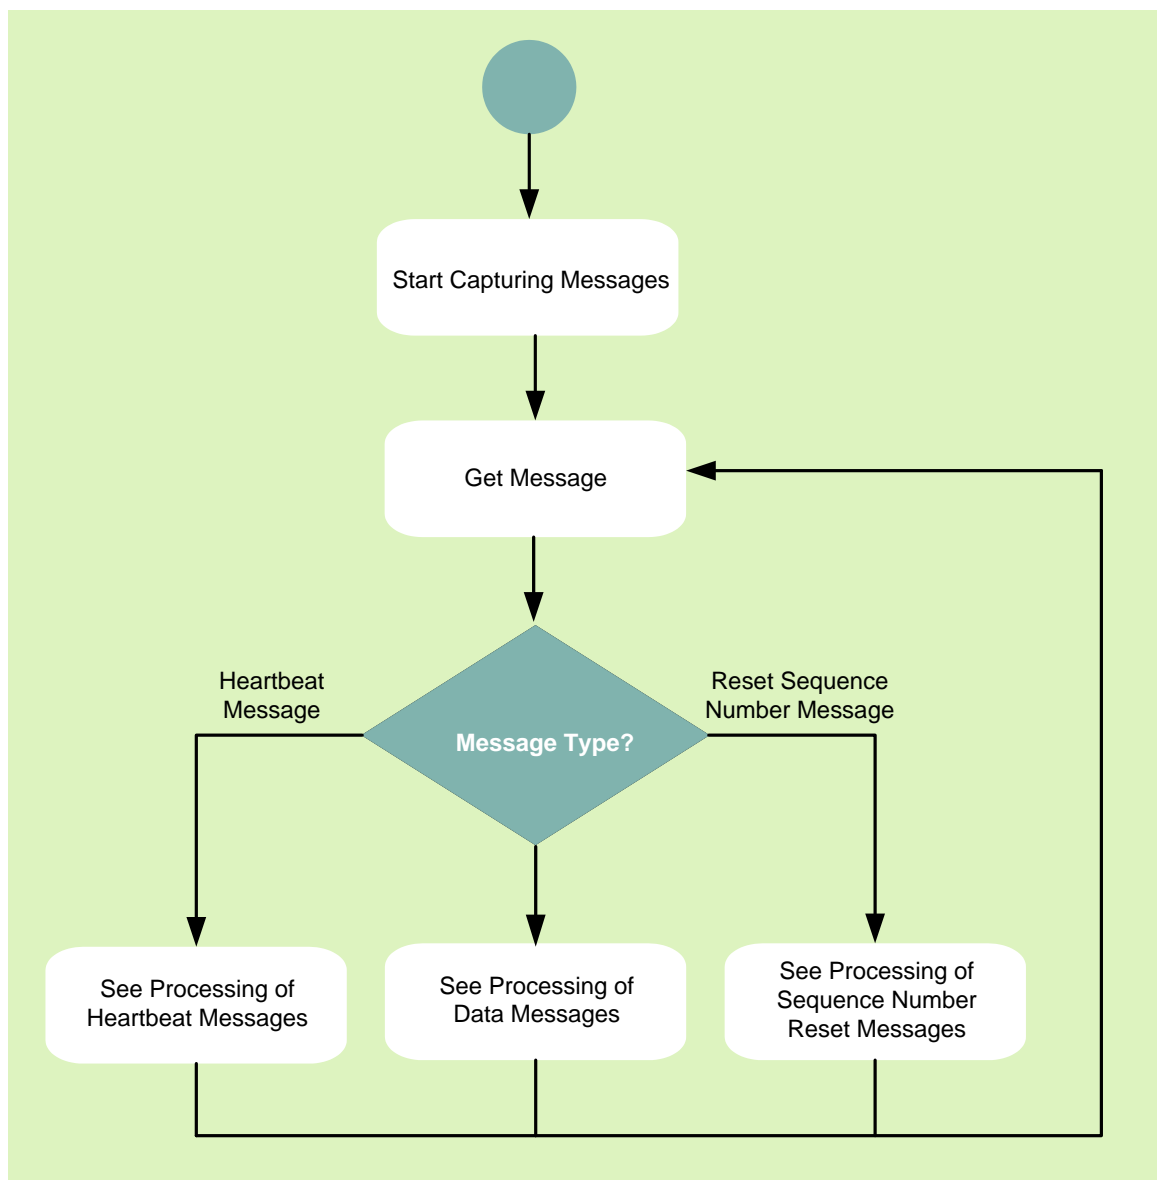 Start Capturing Messages
Get Message
Heartbeat
Message
Reset Sequence
Number Message
Message Type?
See Processing of
Heartbeat Messages
See Processing of
Data Messages
See Processing of
Sequence Number
Reset Messages